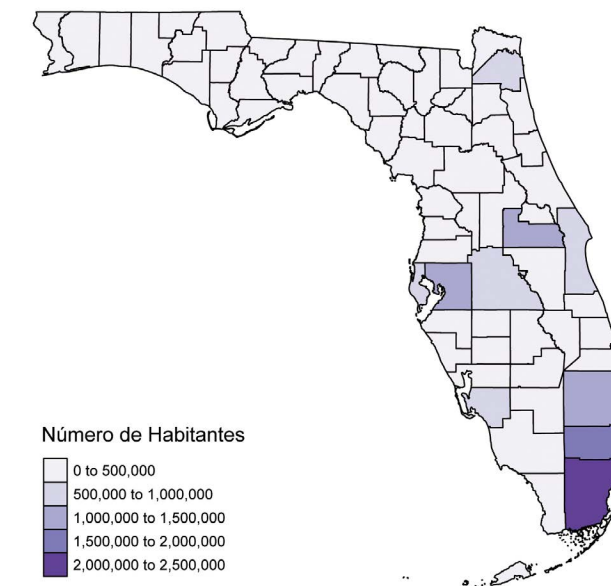 Número de Habitantes
0 to 500,000
500,000 to 1,000,000
1,000,000 to 1,500,000
1,500,000 to 2,000,000
2,000,000 to 2,500,000